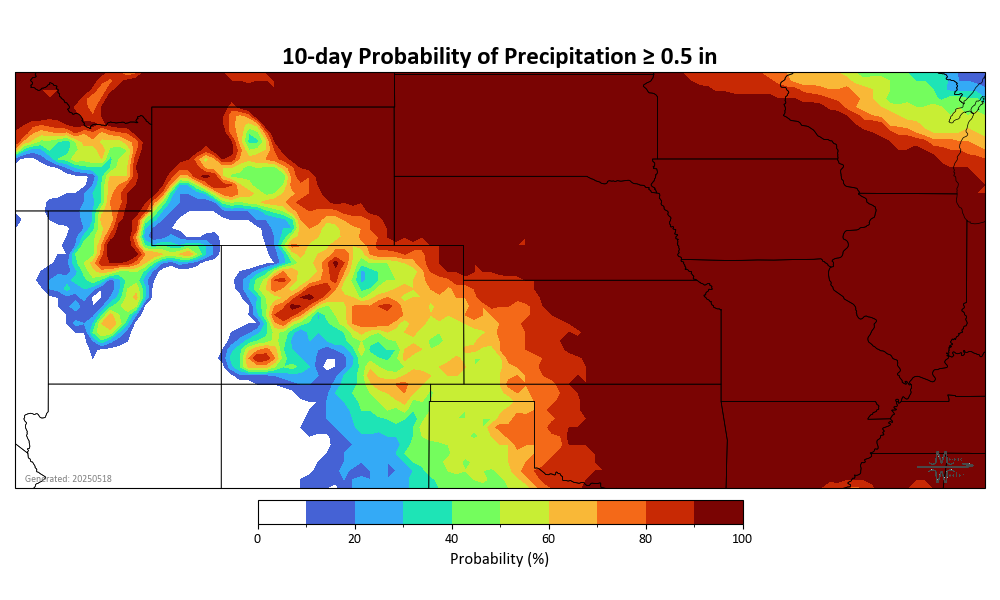 10-day Probability of Precipitation ≥ 0.5 in
Generated: 20250518
0 20 40 60 80 100
Probability (%)